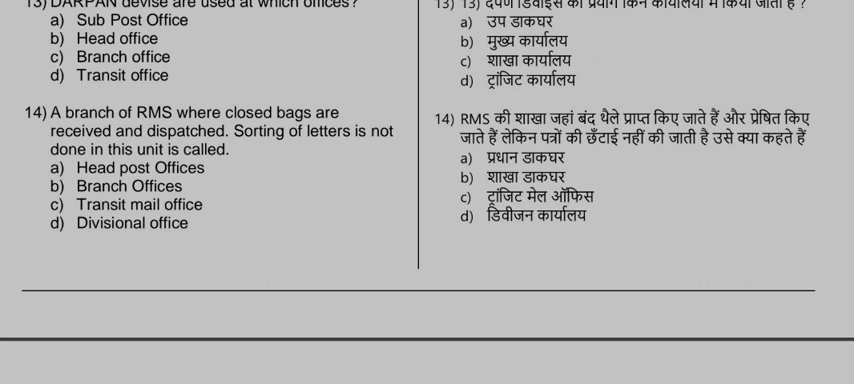 13) DARPAN devise are used at which offices?
a) Sub Post Office
b) Head office
c) Branch office
d) Transit office
14) A branch of RMS where closed bags are
received and dispatched. Sorting of letters is not
done in this unit is called.
a) Head post Offices
b) Branch Offices
c) Transit mail office
d) Divisional office
13) 13) दर्पण डिवाईस का प्रयोग किन कार्यालयों में किया जाता है ?
a) उप डाकघर
b) मुख्य कार्यालय
c) शाखा कार्यालय
d) ट्रांजिट कार्यालय
14) RMS की शाखा जहां बंद थैले प्राप्त किए जाते हैं और प्रेषित किए
जाते हैं लेकिन पत्रों की छँटाई नहीं की जाती है उसे क्या कहते हैं
a) प्रधान डाकघर
b) शाखा डाकघर
c) ट्रांजिट मेल ऑफिस
d) डिवीजन कार्यालय